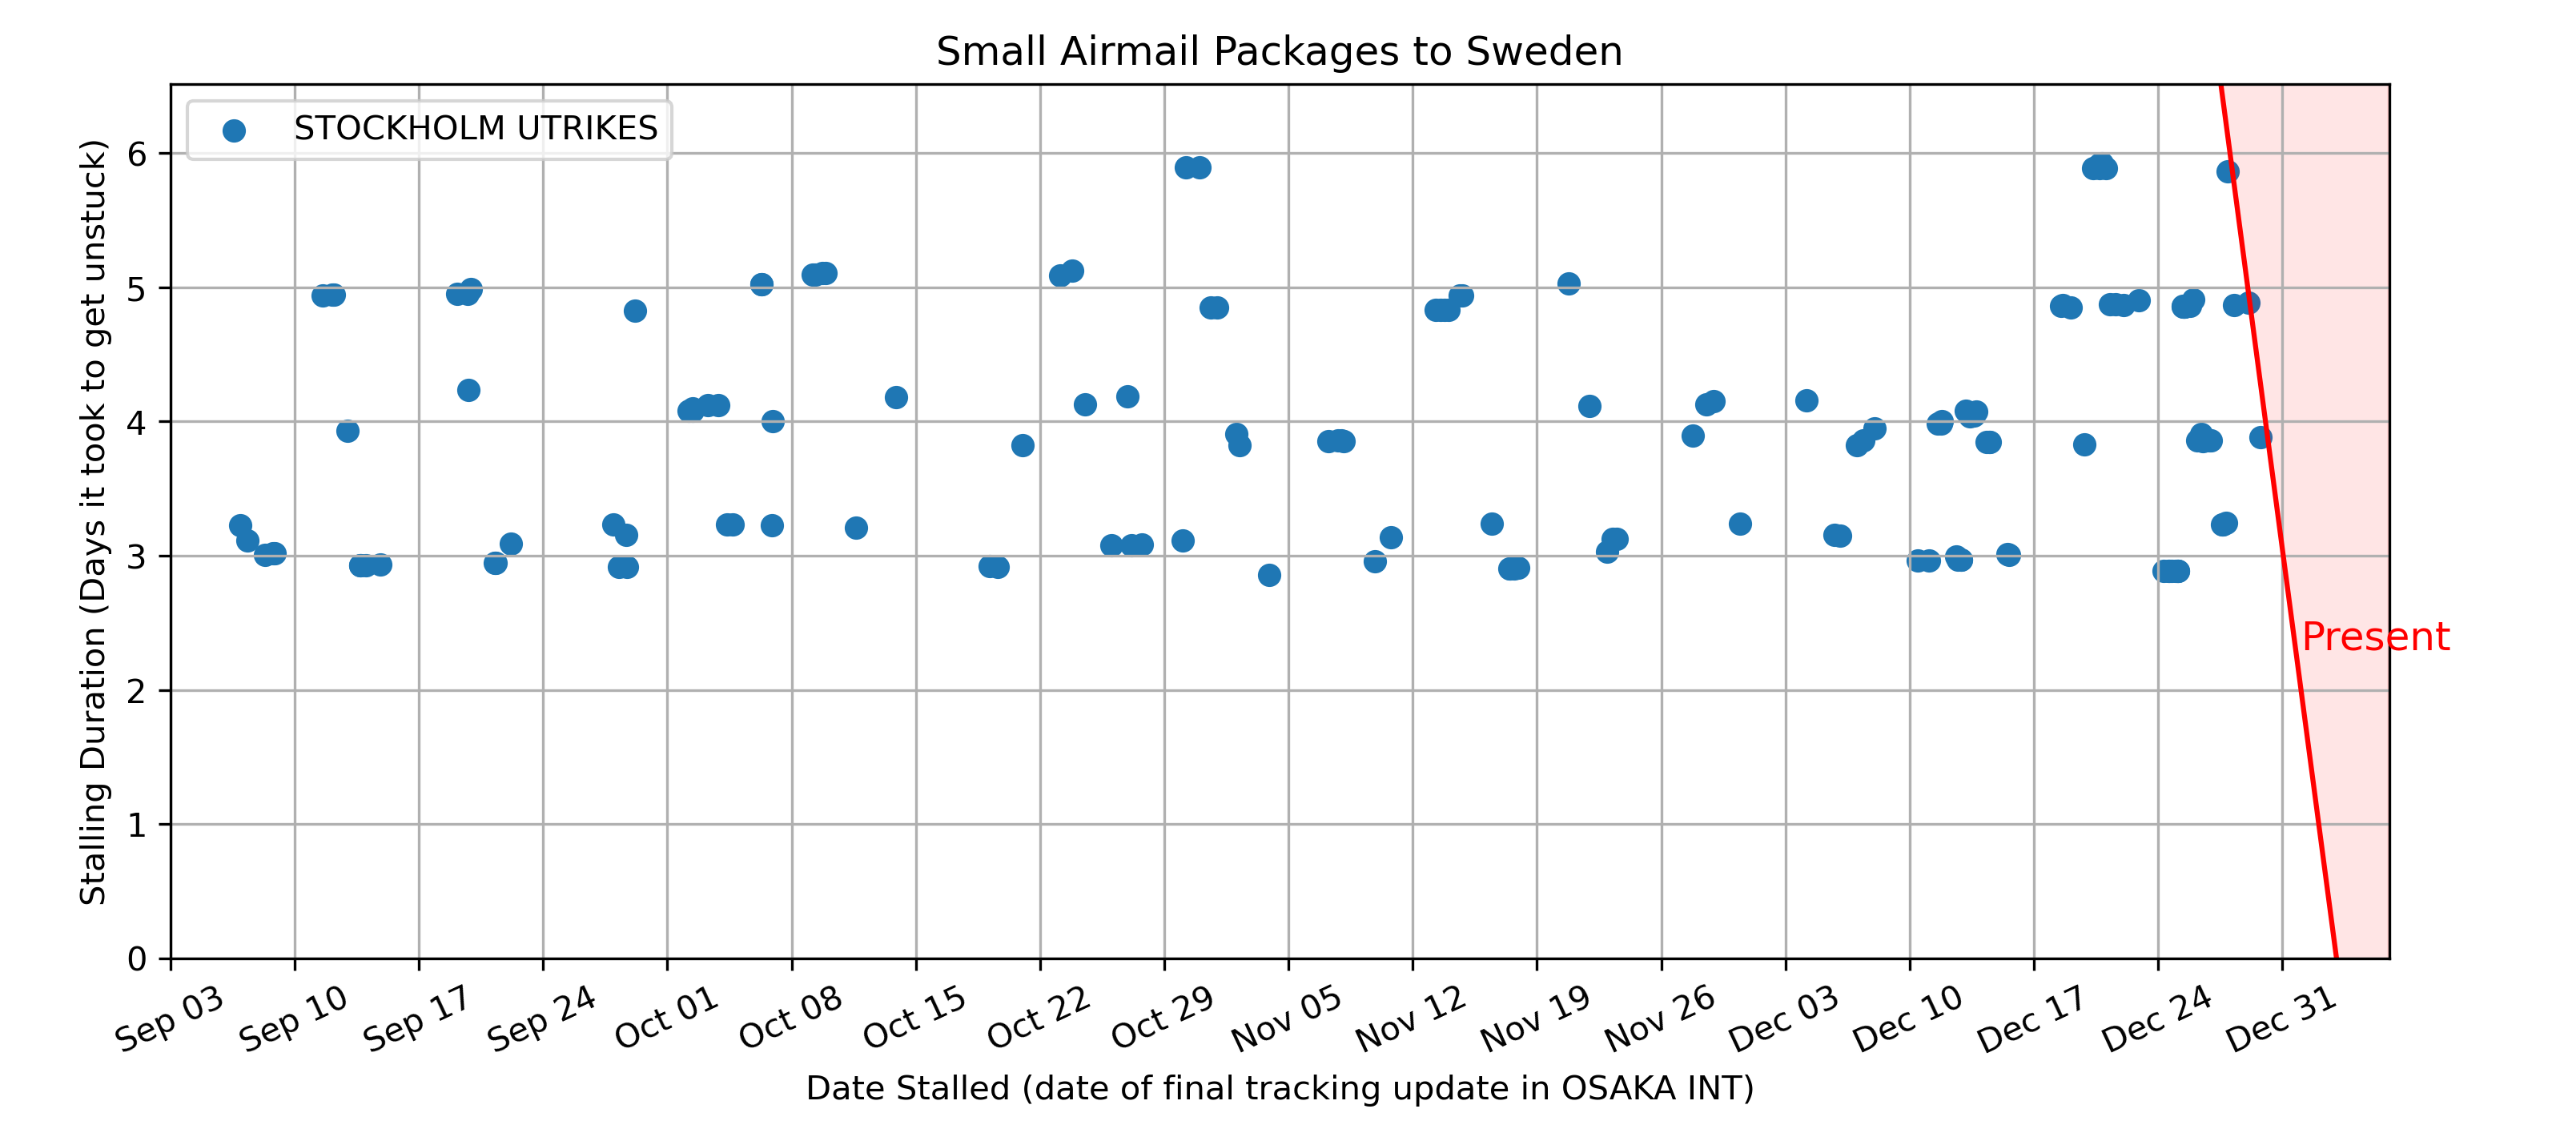 Small Airmail Packages to Sweden
STOCKHOLM UTRIKES
Stalling Duration (Days it took to get unstuck)
6
5
4
3
2
1
0
Present
Sep 03
Sep 10
Sep 17
Sep 24
Oct 01
Oct 08
Oct 15
Oct 22
Oct 29
Nov 05
Nov 12
Nov 19
Nov 26
Dec 03
Dec 10
Dec 17
Dec 24
Dec 31
Date Stalled (date of final tracking update in OSAKA INT)